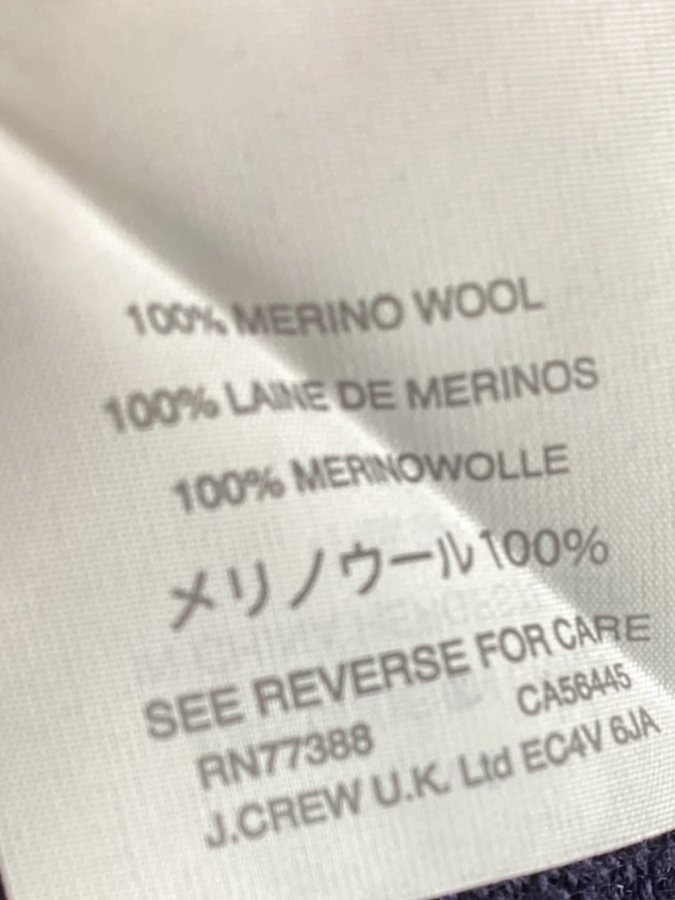 100% MERINO WOOL
100% LAINE DE MERINOS
100% MERINOWOLLE
メリノウール100%
SEE REVERSE FOR CARE
RN77388 CA56445
J.CREW U.K. Ltd EC4V 6JA